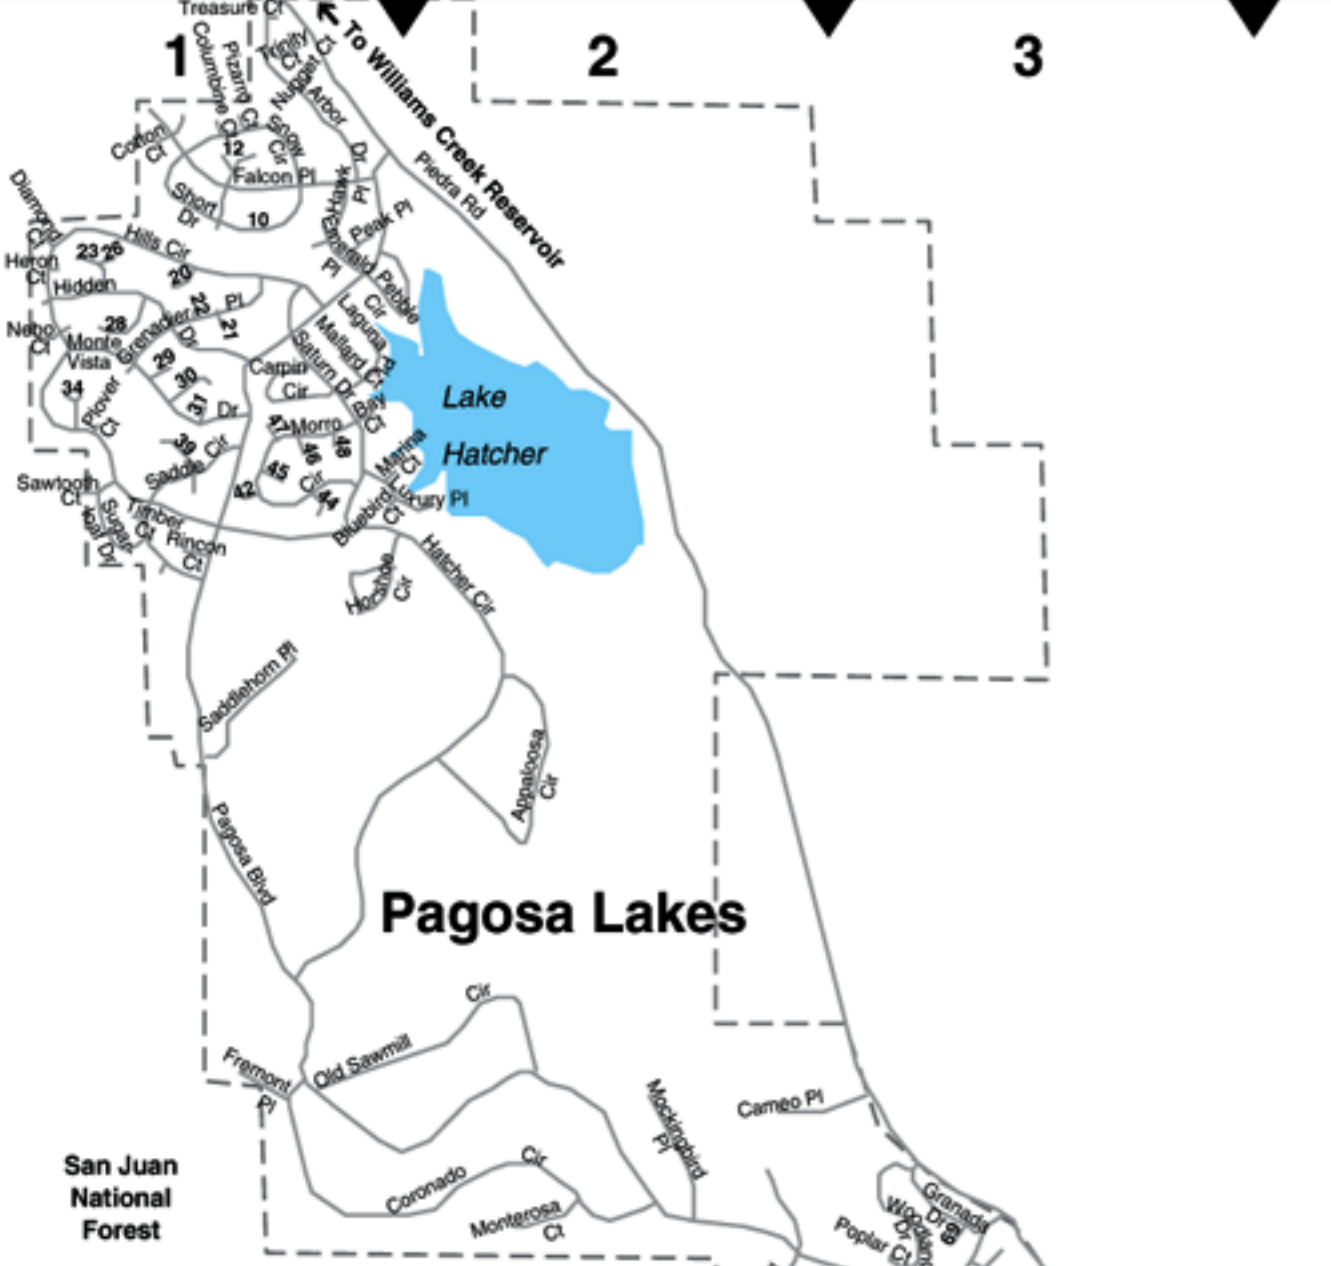 Treasure Ct
To Williams Creek Reservoir
1
2
3
Columbine Ct
Pizarro Ct
Trinity Ct
Nugget Ct
Arbor Dr
Piedra Rd
Cotton Ct
12
Snow Cir
Falcon Pl
Short Dr
10
Hawk Pl
Peak Pl
Emerald Pl
Diamond Ct
Hills Cir
23
26
20
Heron Ct
Hidden
Pebble Cir
22
Pl
21
Grenadier
Dr
28
Nebo Ct
Monte Vista
Laguna
Mallard Ct
Saturn Dr
Carpin Cir
29
30
31
Dr
34
Plover Ct
Bay Ct
Lake
Hatcher
47
Morro
46
48
Cir
45
44
42
39
Saddle Cir
Marina Ct
Luxury Pl
Sawtooth Ct
Sugar loaf Dr
Timber Ct
Rincon Ct
Bluebird Ct
Hatcher Cir
Horshoe Cir
Saddlehorn Pl
Appaloosa Cir
Pagosa Blvd
Pagosa Lakes
Cir
Old Sawmill
Fremont Pl
Mockingbird Pl
Cameo Pl
San Juan
National
Forest
Coronado
Cir
Monterosa Ct
Granada Dr
69
Poplar Ct